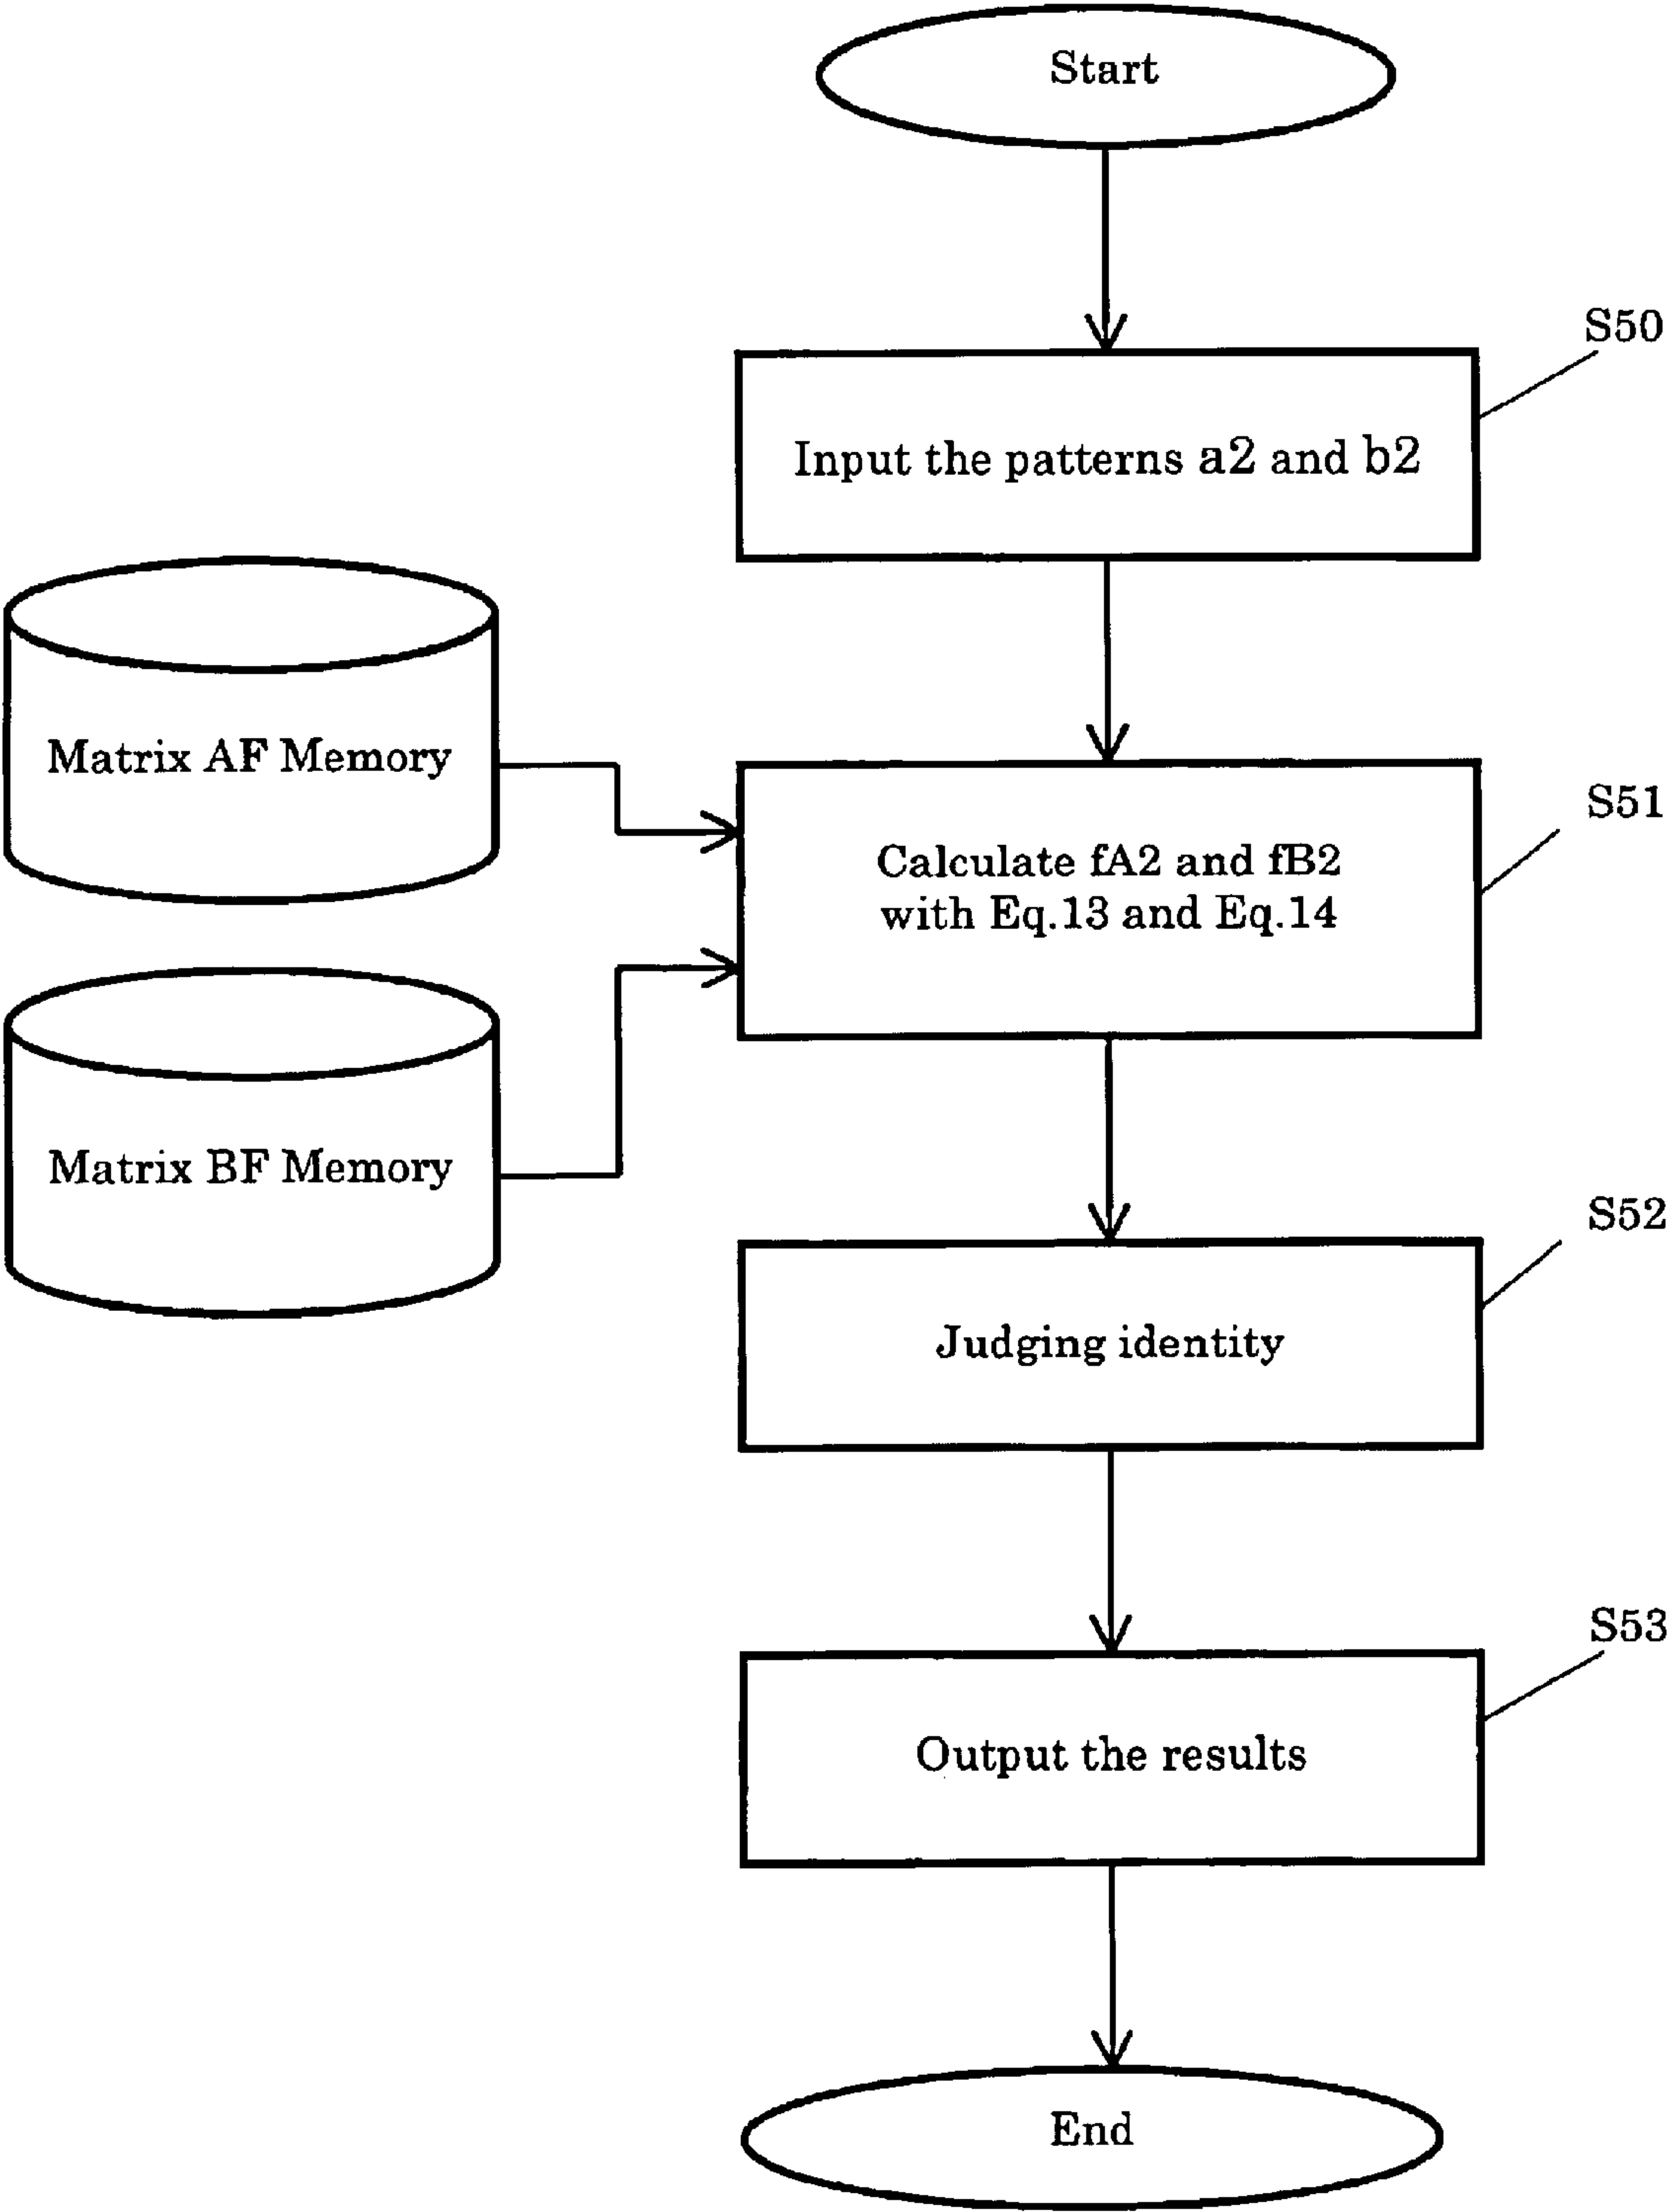 Start
S50
Input the patterns a2 and b2
Matrix AF Memory
S51
Calculate fA2 and fB2
with Eq.13 and Eq.14
Matrix BF Memory
S52
Judging identity
S53
Output the results
End